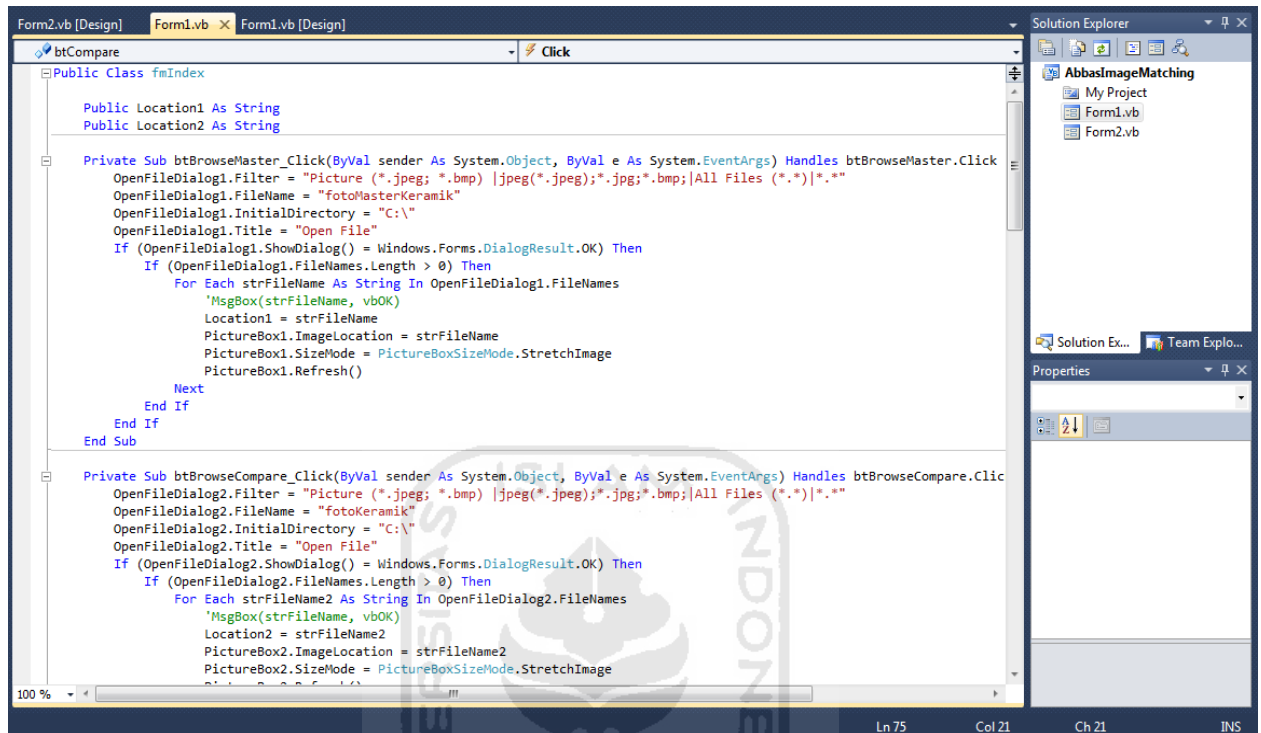 Form2.vb [Design] Form1.vb Form1.vb [Design]
btCompare Click
Public Class fmIndex
Public Location1 As String
Public Location2 As String
Private Sub btBrowseMaster_Click(ByVal sender As System.Object, ByVal e As System.EventArgs) Handles btBrowseMaster.Click
OpenFileDialog1.Filter = "Picture (*.jpeg; *.bmp) |jpeg(*.jpeg);*.jpg;*.bmp;|All Files (*.*)|*.*"
OpenFileDialog1.FileName = "fotoMasterKeramik"
OpenFileDialog1.InitialDirectory = "C:\"
OpenFileDialog1.Title = "Open File"
If (OpenFileDialog1.ShowDialog() = Windows.Forms.DialogResult.OK) Then
If (OpenFileDialog1.FileNames.Length > 0) Then
For Each strFileName As String In OpenFileDialog1.FileNames
'MsgBox(strFileName, vbOK)
Location1 = strFileName
PictureBox1.ImageLocation = strFileName
PictureBox1.SizeMode = PictureBoxSizeMode.StretchImage
PictureBox1.Refresh()
Next
End If
End If
End Sub
Private Sub btBrowseCompare_Click(ByVal sender As System.Object, ByVal e As System.EventArgs) Handles btBrowseCompare.Clic
OpenFileDialog2.Filter = "Picture (*.jpeg; *.bmp) |jpeg(*.jpeg);*.jpg;*.bmp;|All Files (*.*)|*.*"
OpenFileDialog2.FileName = "fotoKeramik"
OpenFileDialog2.InitialDirectory = "C:\"
OpenFileDialog2.Title = "Open File"
If (OpenFileDialog2.ShowDialog() = Windows.Forms.DialogResult.OK) Then
If (OpenFileDialog2.FileNames.Length > 0) Then
For Each strFileName2 As String In OpenFileDialog2.FileNames
'MsgBox(strFileName, vbOK)
Location2 = strFileName2
PictureBox2.ImageLocation = strFileName2
PictureBox2.SizeMode = PictureBoxSizeMode.StretchImage
100 %
Ln 75 Col 21 Ch 21 INS
Solution Explorer
AbbasImageMatching
My Project
Form1.vb
Form2.vb
Solution Ex... Team Explo...
Properties
ERSITAS ISLAM INDONE